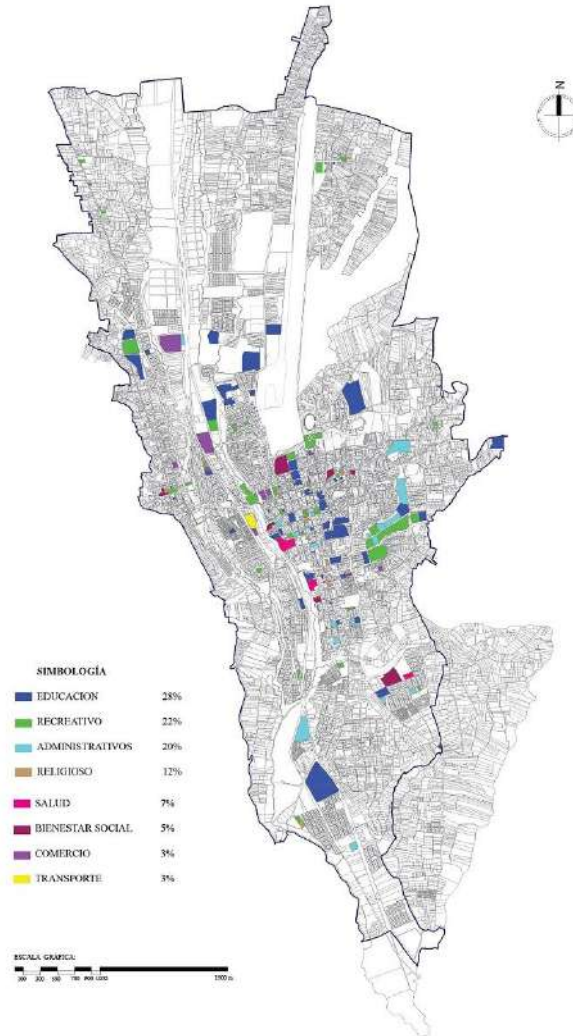 N
SIMBOLOGÍA
EDUCACION 28%
RECREATIVO 22%
ADMINISTRATIVOS 20%
RELIGIOSO 12%
SALUD 7%
BIENESTAR SOCIAL 5%
COMERCIO 3%
TRANSPORTE 3%
ESCALA GRÁFICA: